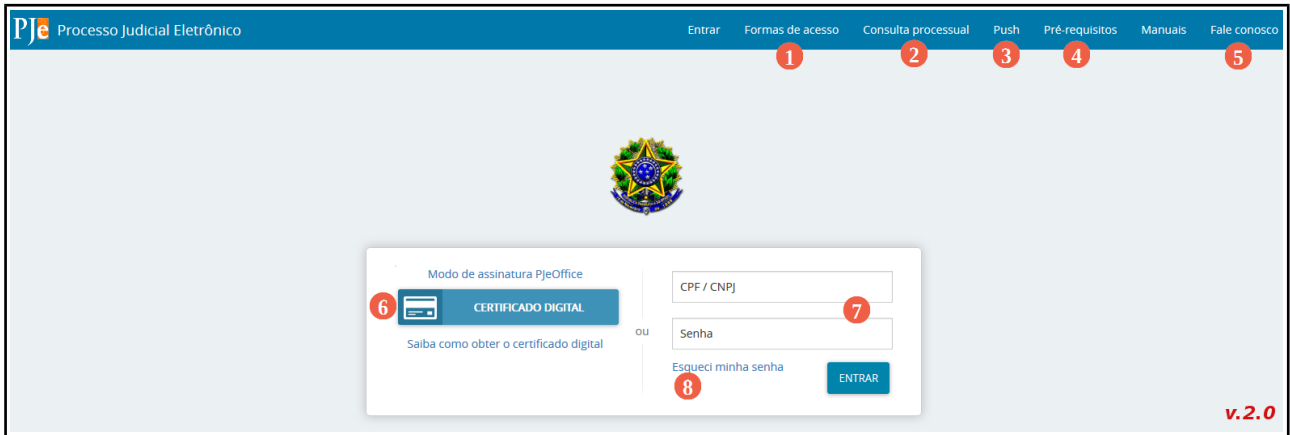 PJe Processo Judicial Eletrônico Entrar Formas de acesso Consulta processual Push Pré-requisitos Manuais Fale conosco
1 2 3 4 5
Modo de assinatura PJeOffice
6 CERTIFICADO DIGITAL
Saiba como obter o certificado digital
ou
CPF / CNPJ
7
Senha
Esqueci minha senha
8
ENTRAR
v.2.0